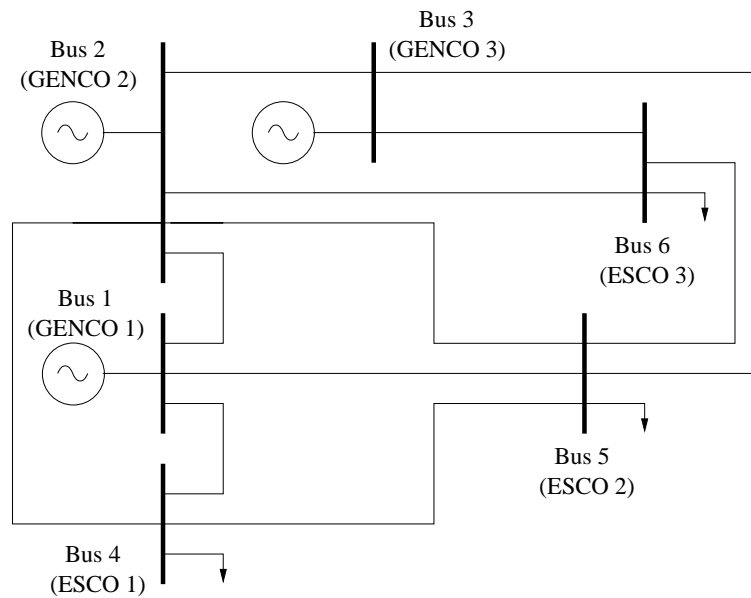 Bus 3
(GENCO 3)
Bus 2
(GENCO 2)
Bus 6
(ESCO 3)
Bus 1
(GENCO 1)
Bus 5
(ESCO 2)
Bus 4
(ESCO 1)